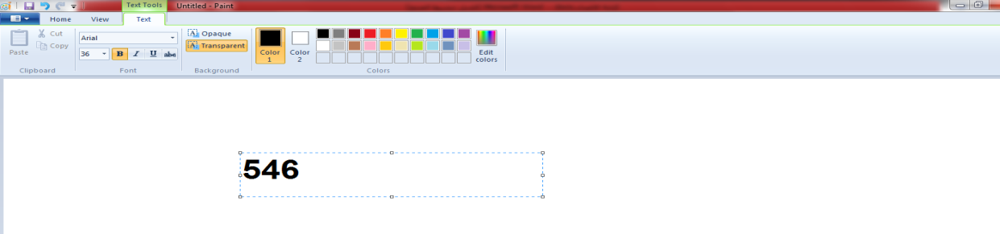 Text Tools Untitled - Paint
Home View Text
Paste Cut Copy
Arial
36 B I U abc
Opaque
Transparent
Color 1 Color 2 Edit colors
Clipboard Font Background Colors
546